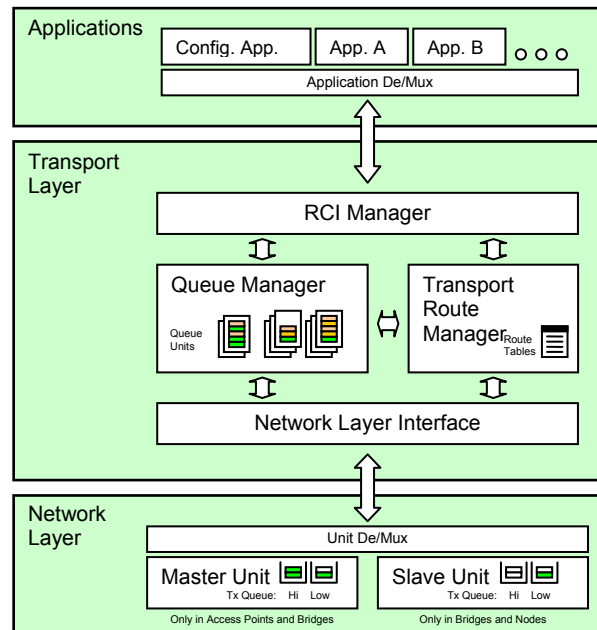 Applications
Config. App.
App. A
App. B
Application De/Mux
Transport
Layer
RCI Manager
Queue Manager
Queue
Units
Transport
Route
Manager
Route
Tables
Network Layer Interface
Network
Layer
Unit De/Mux
Master Unit
Tx Queue: Hi Low
Only in Access Points and Bridges
Slave Unit
Tx Queue: Hi Low
Only in Bridges and Nodes